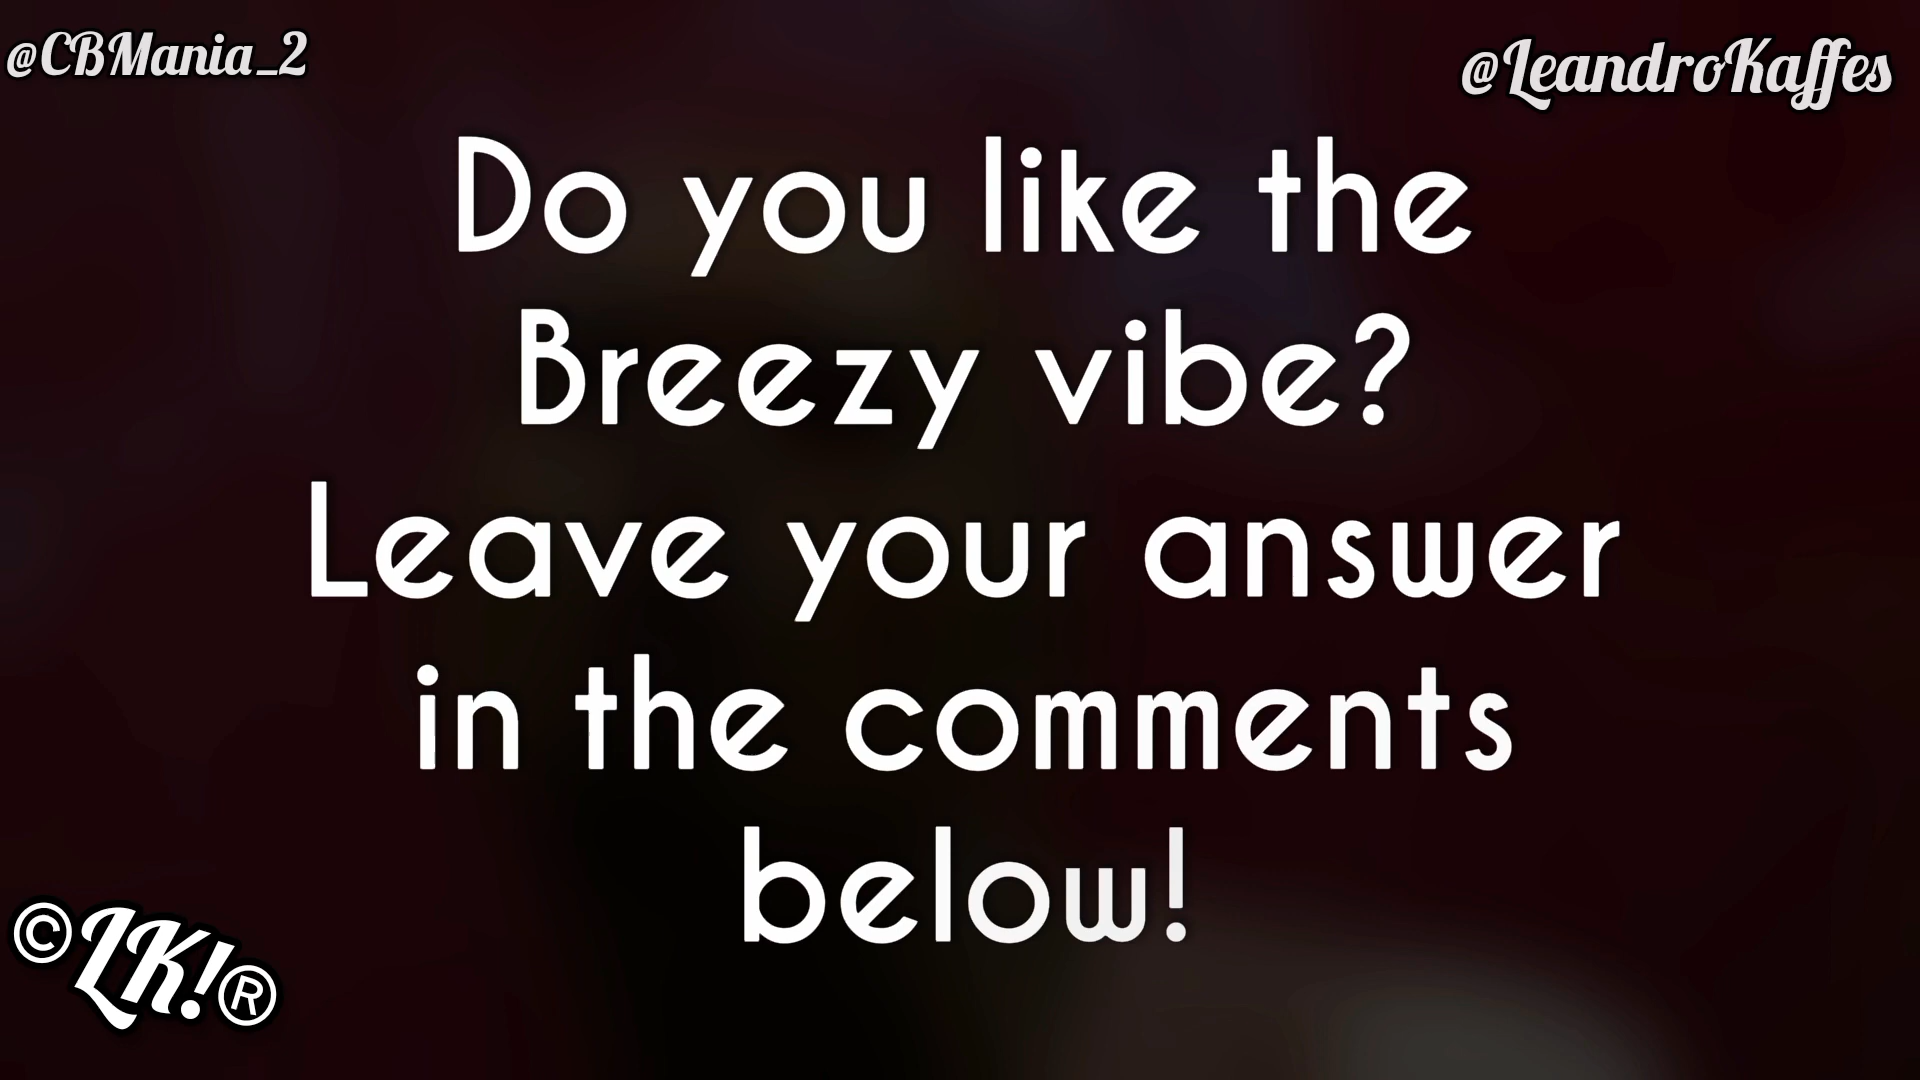 @CBMania_2
@LeandroKaffes
Do you like the
Breezy vibe?
Leave your answer
in the comments
below!
©LK!®